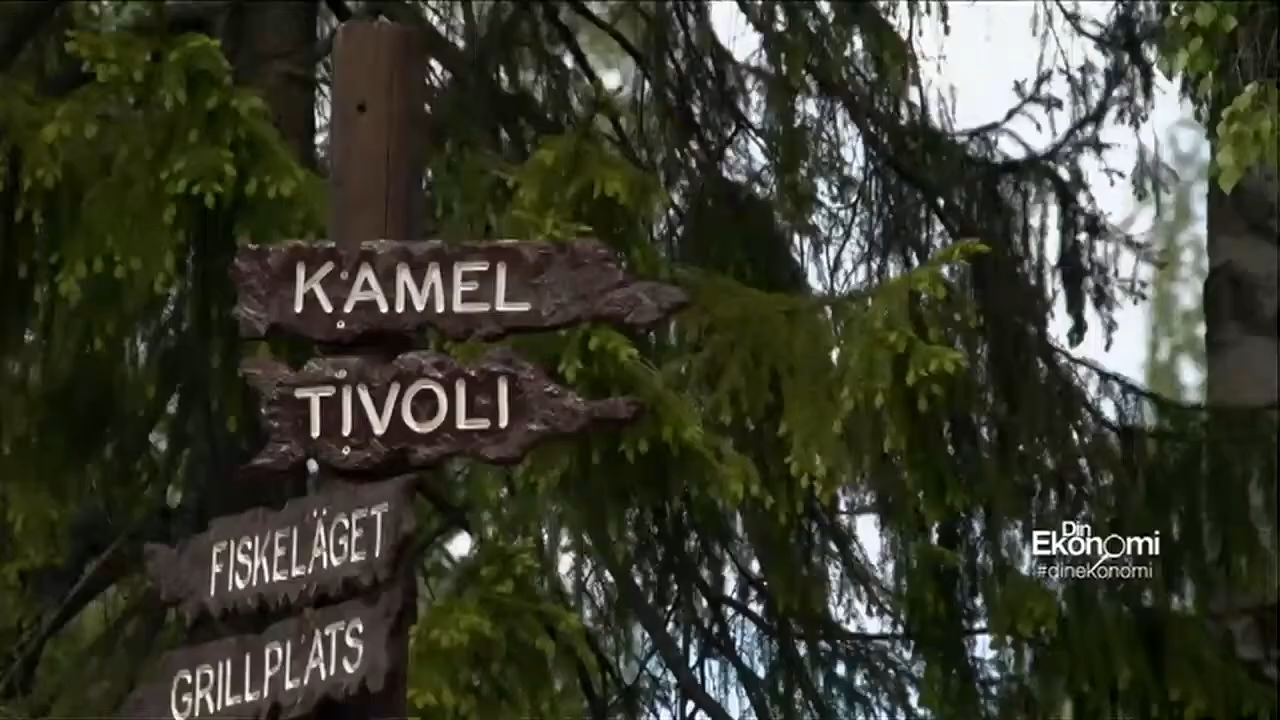 KAMEL
TIVOLI
FISKELÄGET
GRILLPLATS
Din
Ekonomi
#dinekonomi